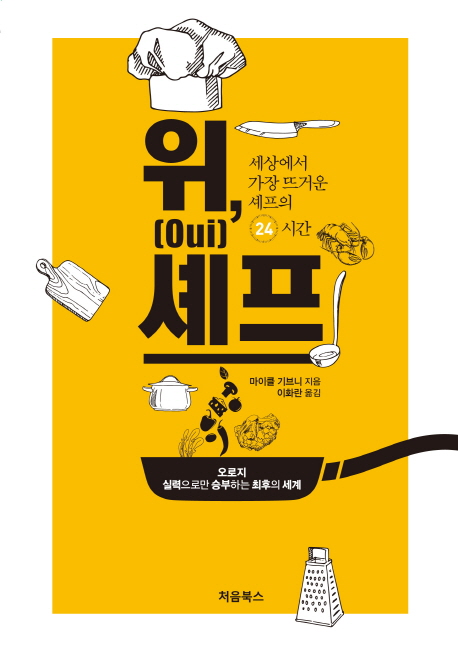 위,
(Oui)
셰프
세상에서
가장 뜨거운
셰프의
24 시간
마이클 기브니 지음
이화란 옮김
오로지
실력으로만 승부하는 최후의 세계
처음북스